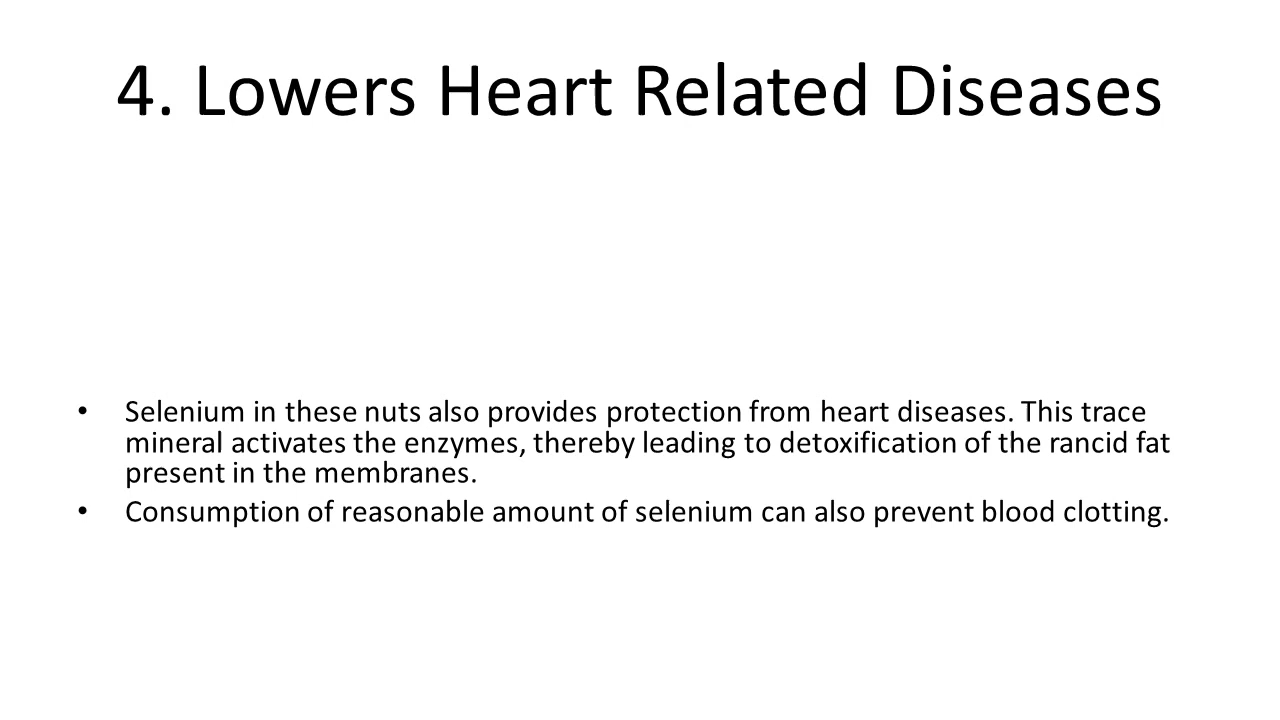 4. Lowers Heart Related Diseases
• Selenium in these nuts also provides protection from heart diseases. This trace
mineral activates the enzymes, thereby leading to detoxification of the rancid fat
present in the membranes.
• Consumption of reasonable amount of selenium can also prevent blood clotting.